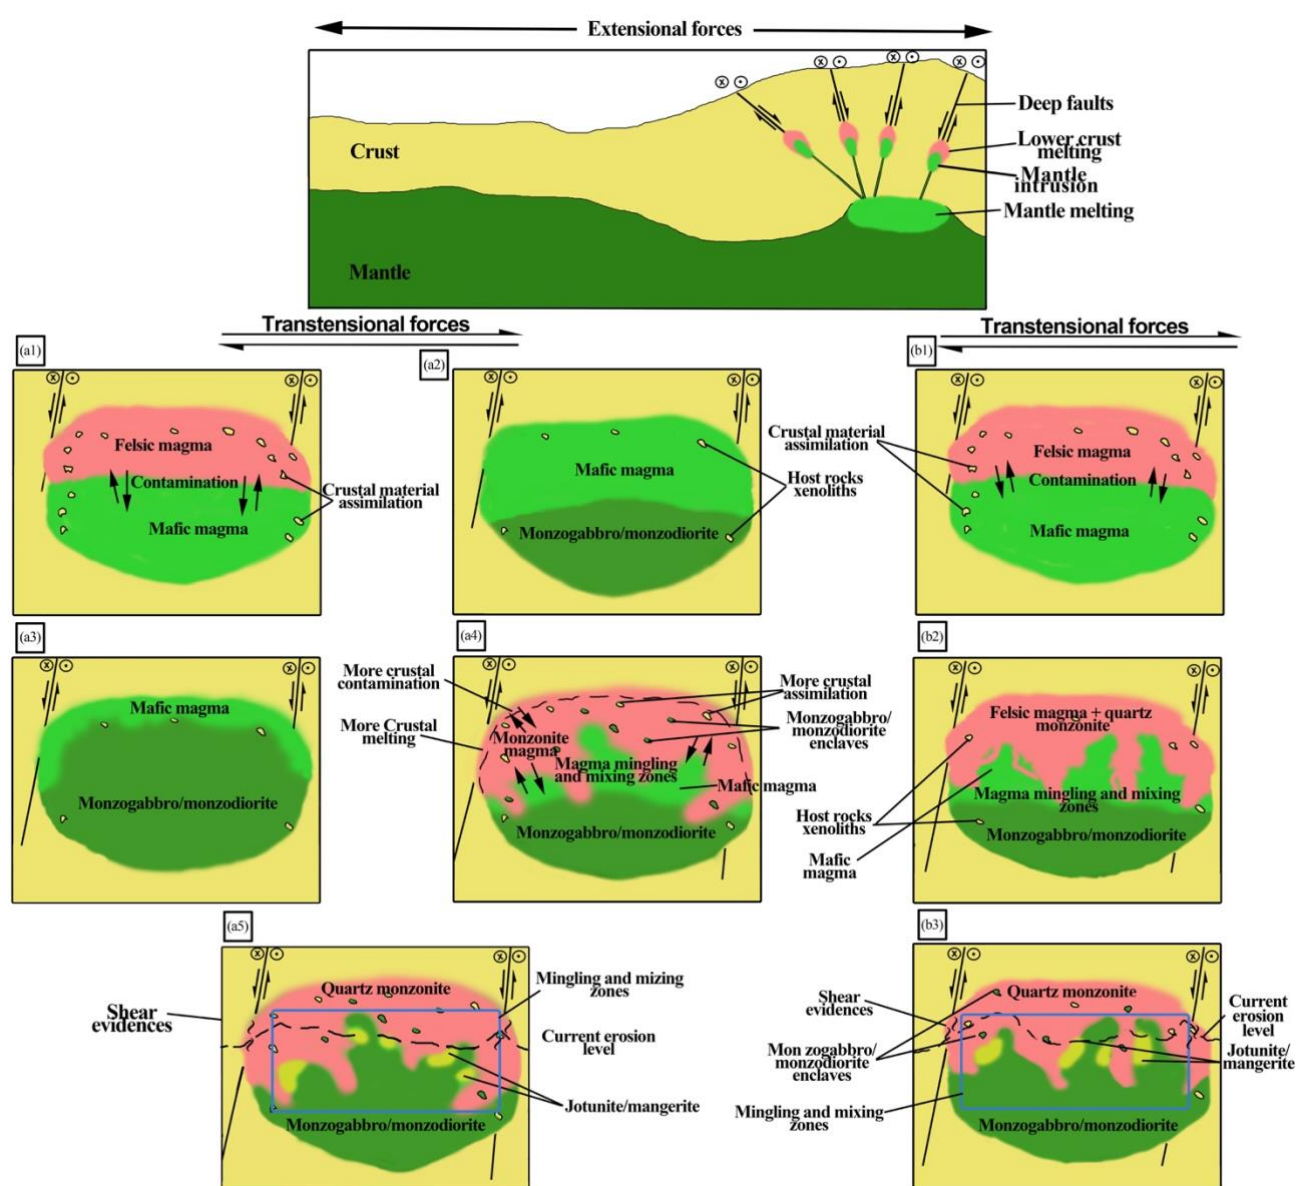 Extensional forces
Deep faults
Crust
Lower crust
melting
Mantle
intrusion
Mantle melting
Mantle
Transtensional forces
Transtensional forces
(a1)
Felsic magma
Contamination
Mafic magma
Crustal material
assimilation
(a2)
Mafic magma
Monzogabbro/monzodiorite
Host rocks
xenoliths
Crustal material
assimilation
(b1)
Felsic magma
Contamination
Mafic magma
(a3)
Mafic magma
Monzogabbro/monzodiorite
(a4)
More crustal
contamination
More Crustal
melting
Monzonite
magma
Magma mingling
and mixing zones
Mafic magma
Monzogabbro/monzodiorite
More crustal
assimilation
Monzogabbro/
monzodiorite
enclaves
(b2)
Felsic magma + quartz
monzonite
Magma mingling and mixing
zones
Monzogabbro/monzodiorite
Host rocks
xenoliths
Mafic
magma
(a5)
Shear
evidences
Quartz monzonite
Mingling and mizing
zones
Current erosion
level
Jotunite/mangerite
Monzogabbro/monzodiorite
(b3)
Shear
evidences
Quartz monzonite
Current
erosion
level
Mon zogabbro/
monzodiorite
enclaves
Jotunite/
mangerite
Mingling and mixing
zones
Monzogabbro/monzodiorite